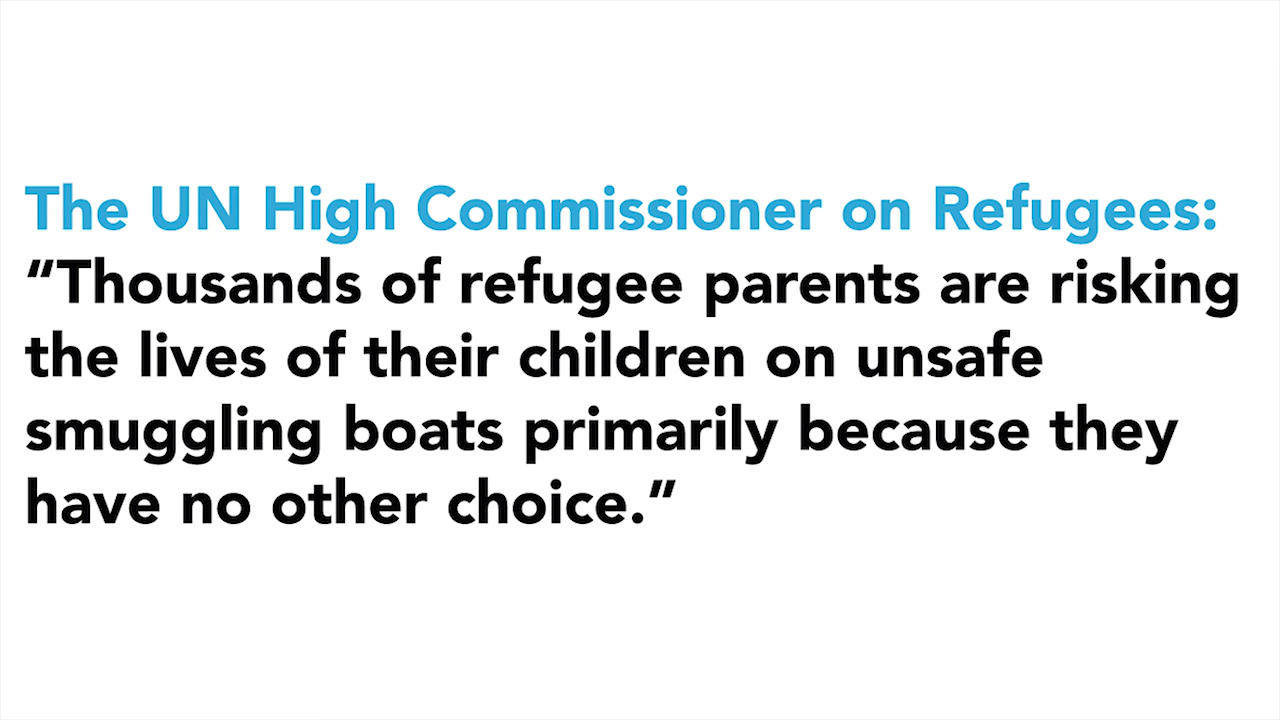 The UN High Commissioner on Refugees:
“Thousands of refugee parents are risking
the lives of their children on unsafe
smuggling boats primarily because they
have no other choice.”